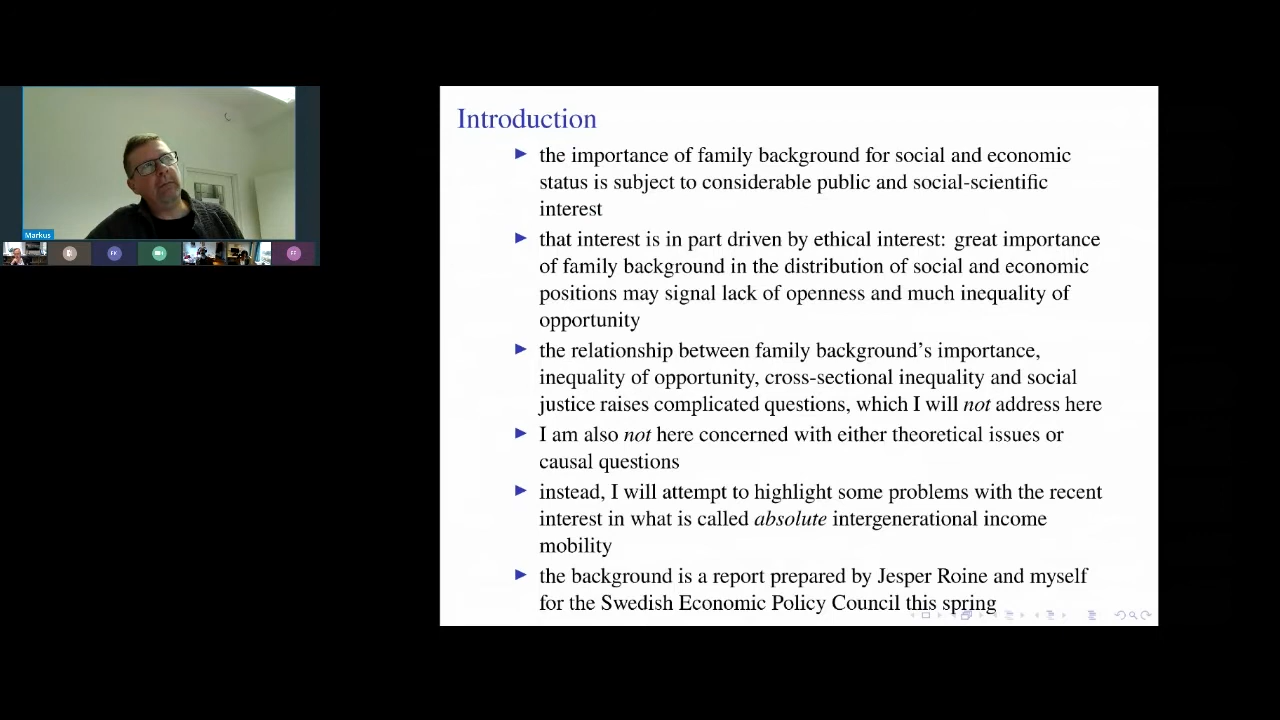 Markus
FK
FF
Introduction
the importance of family background for social and economic
status is subject to considerable public and social-scientific
interest
that interest is in part driven by ethical interest: great importance
of family background in the distribution of social and economic
positions may signal lack of openness and much inequality of
opportunity
the relationship between family background's importance,
inequality of opportunity, cross-sectional inequality and social
justice raises complicated questions, which I will not address here
I am also not here concerned with either theoretical issues or
causal questions
instead, I will attempt to highlight some problems with the recent
interest in what is called absolute intergenerational income
mobility
the background is a report prepared by Jesper Roine and myself
for the Swedish Economic Policy Council this spring